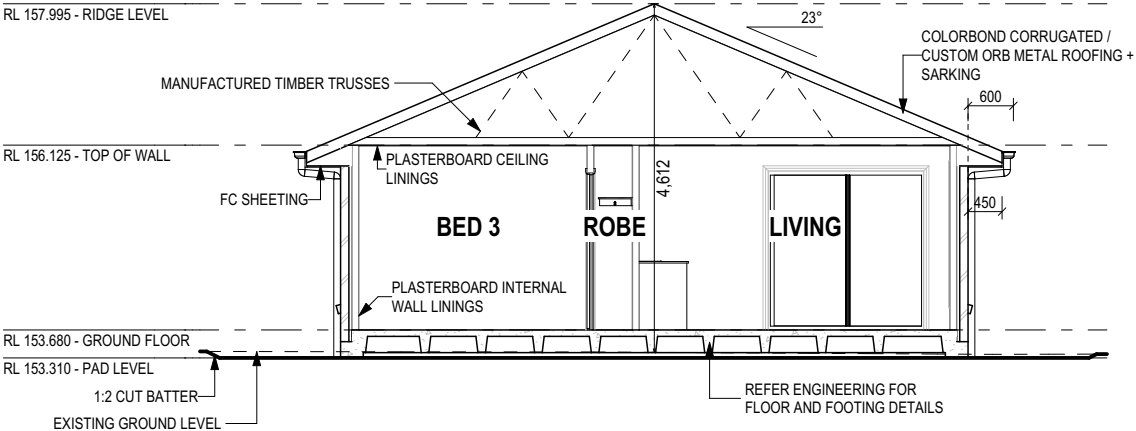 RL 157.995 - RIDGE LEVEL
23°
COLORBOND CORRUGATED /
CUSTOM ORB METAL ROOFING +
SARKING
MANUFACTURED TIMBER TRUSSES
600
RL 156.125 - TOP OF WALL
PLASTERBOARD CEILING
LININGS
4,612
FC SHEETING
450
BED 3
ROBE
LIVING
PLASTERBOARD INTERNAL
WALL LININGS
RL 153.680 - GROUND FLOOR
RL 153.310 - PAD LEVEL
1:2 CUT BATTER
EXISTING GROUND LEVEL
REFER ENGINEERING FOR
FLOOR AND FOOTING DETAILS